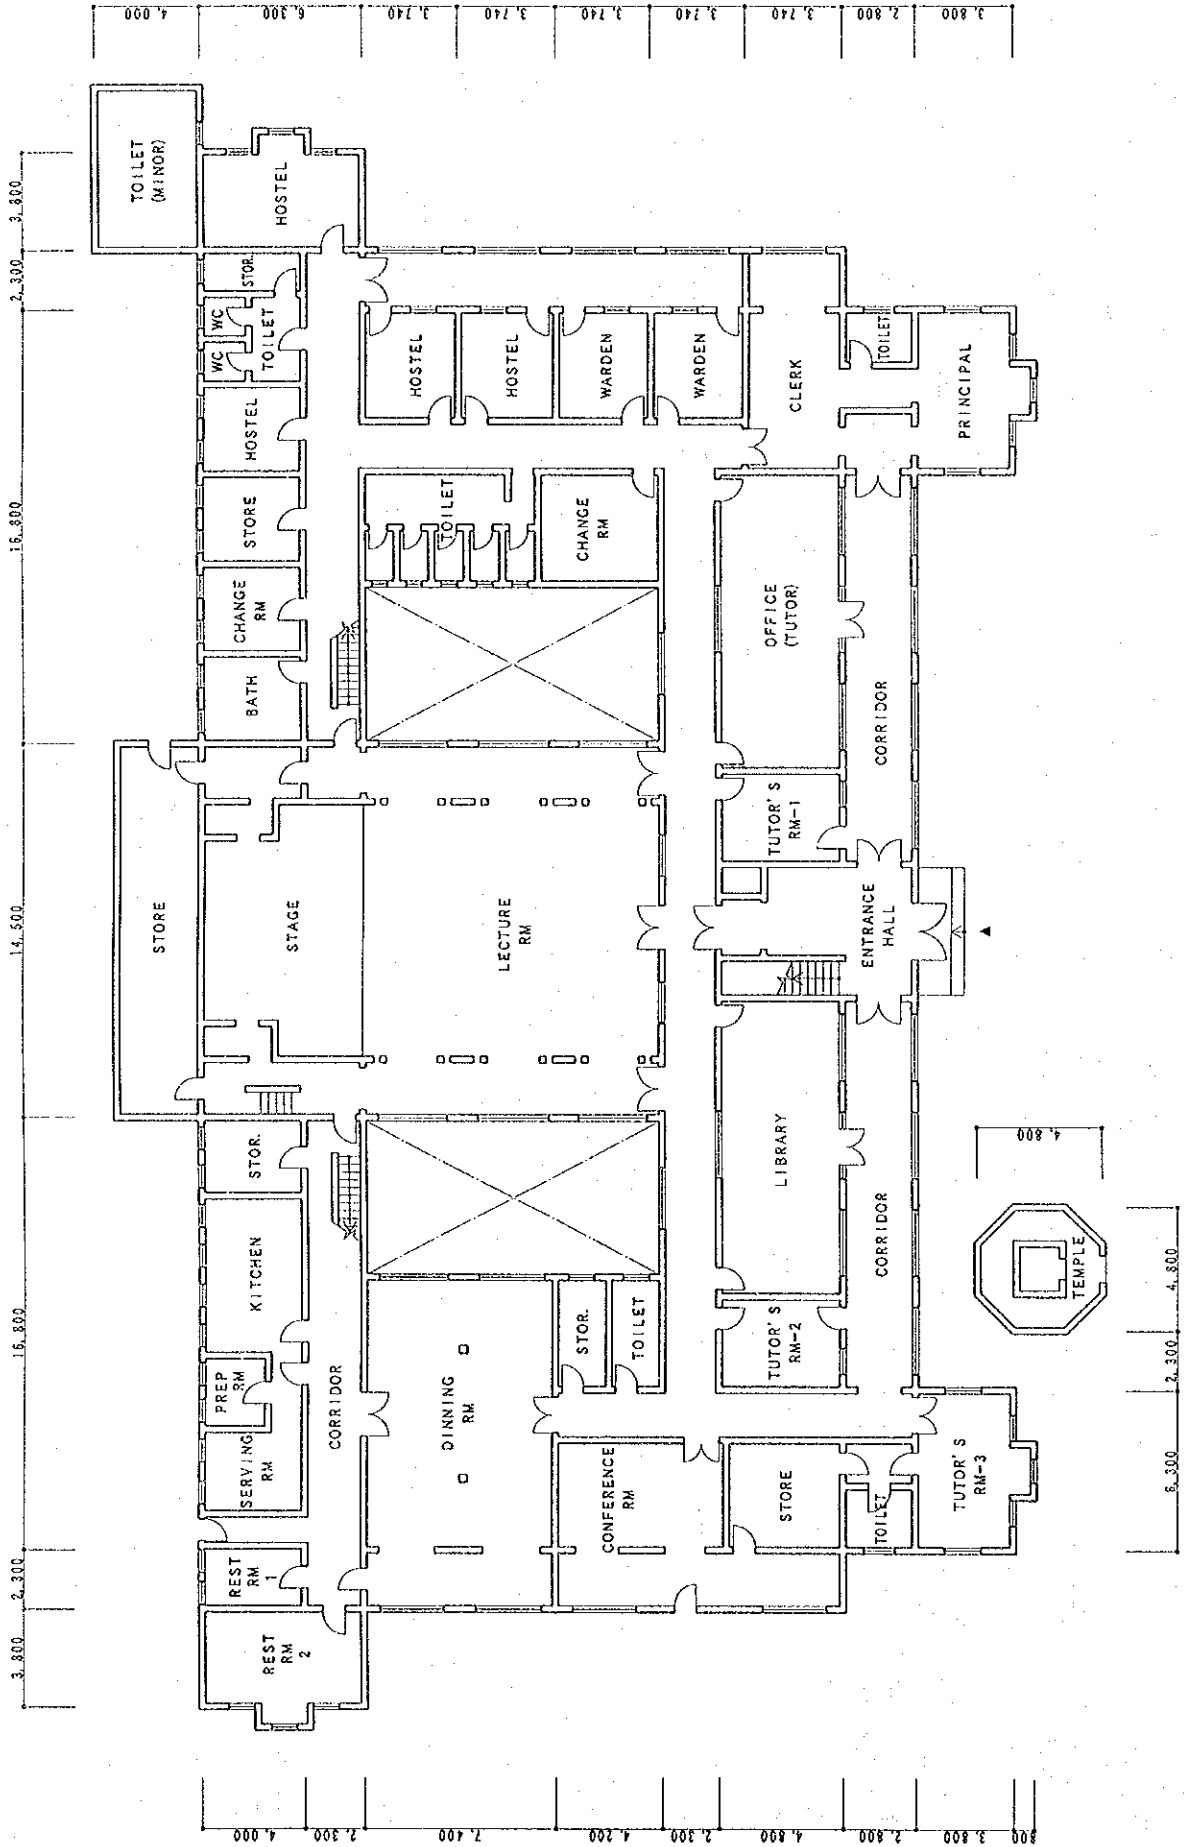 3,800
2,300
16,800
14,500
16,800
2,300
3,800
4,000
6,300
3,740
3,740
3,740
3,740
3,740
2,800
3,800
4,000
2,300
7,400
4,200
2,300
4,800
2,800
3,800
800
TOILET
(MINOR)
STORE
REST
RM
1
REST
RM
2
SERVING
RM
PREP
RM
KITCHEN
STOR.
STAGE
BATH
CHANGE
RM
STORE
HOSTEL
WC
WC
TOILET
STOR.
HOSTEL
CORRIDOR
DINNING
RM
LECTURE
RM
TOILET
HOSTEL
HOSTEL
WARDEN
WARDEN
CONFERENCE
RM
STOR.
TOILET
CHANGE
RM
STORE
TUTOR'S
RM-2
LIBRARY
TUTOR'S
RM-1
OFFICE
(TUTOR)
CLERK
TOILET
CORRIDOR
ENTRANCE
HALL
CORRIDOR
TOILET
TUTOR'S
RM-3
PRINCIPAL
TEMPLE
4,800
6,300
2,300
4,800